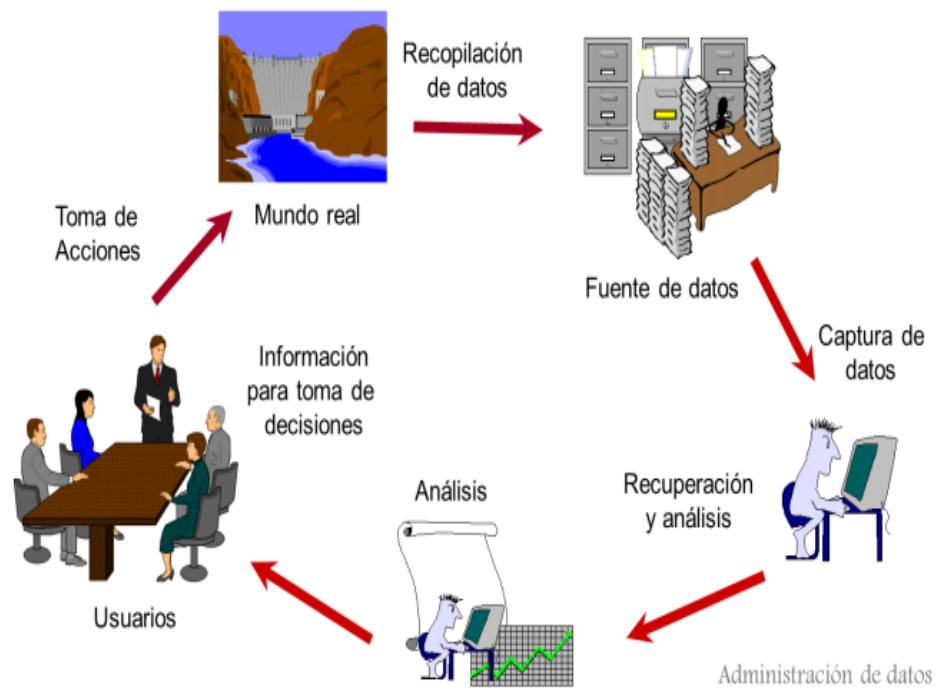 Recopilación
de datos
Mundo real
Toma de
Acciones
Fuente de datos
Captura de
datos
Información
para toma de
decisiones
Recuperación
y análisis
Análisis
Usuarios
Administración de datos